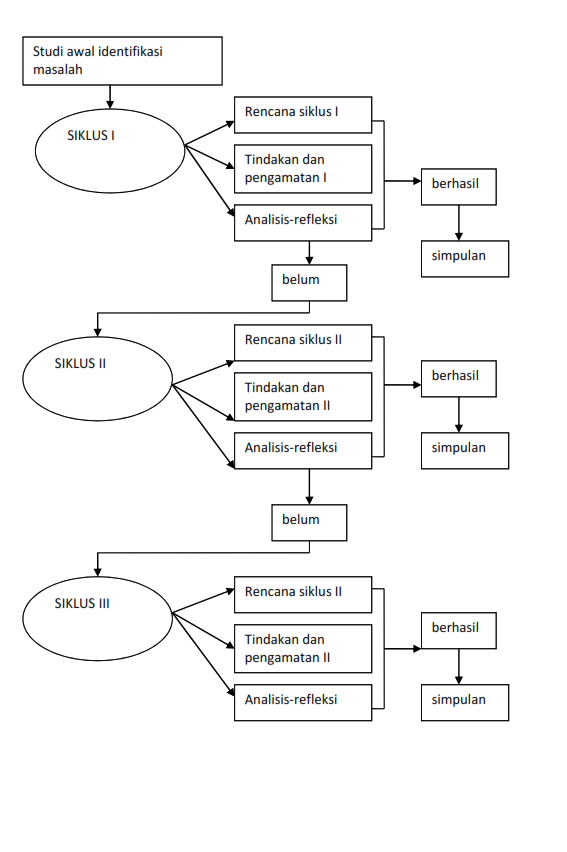 Studi awal identifikasi
masalah
SIKLUS I
Rencana siklus I
Tindakan dan
pengamatan I
Analisis-refleksi
berhasil
simpulan
belum
SIKLUS II
Rencana siklus II
Tindakan dan
pengamatan II
Analisis-refleksi
berhasil
simpulan
belum
SIKLUS III
Rencana siklus II
Tindakan dan
pengamatan II
Analisis-refleksi
berhasil
simpulan